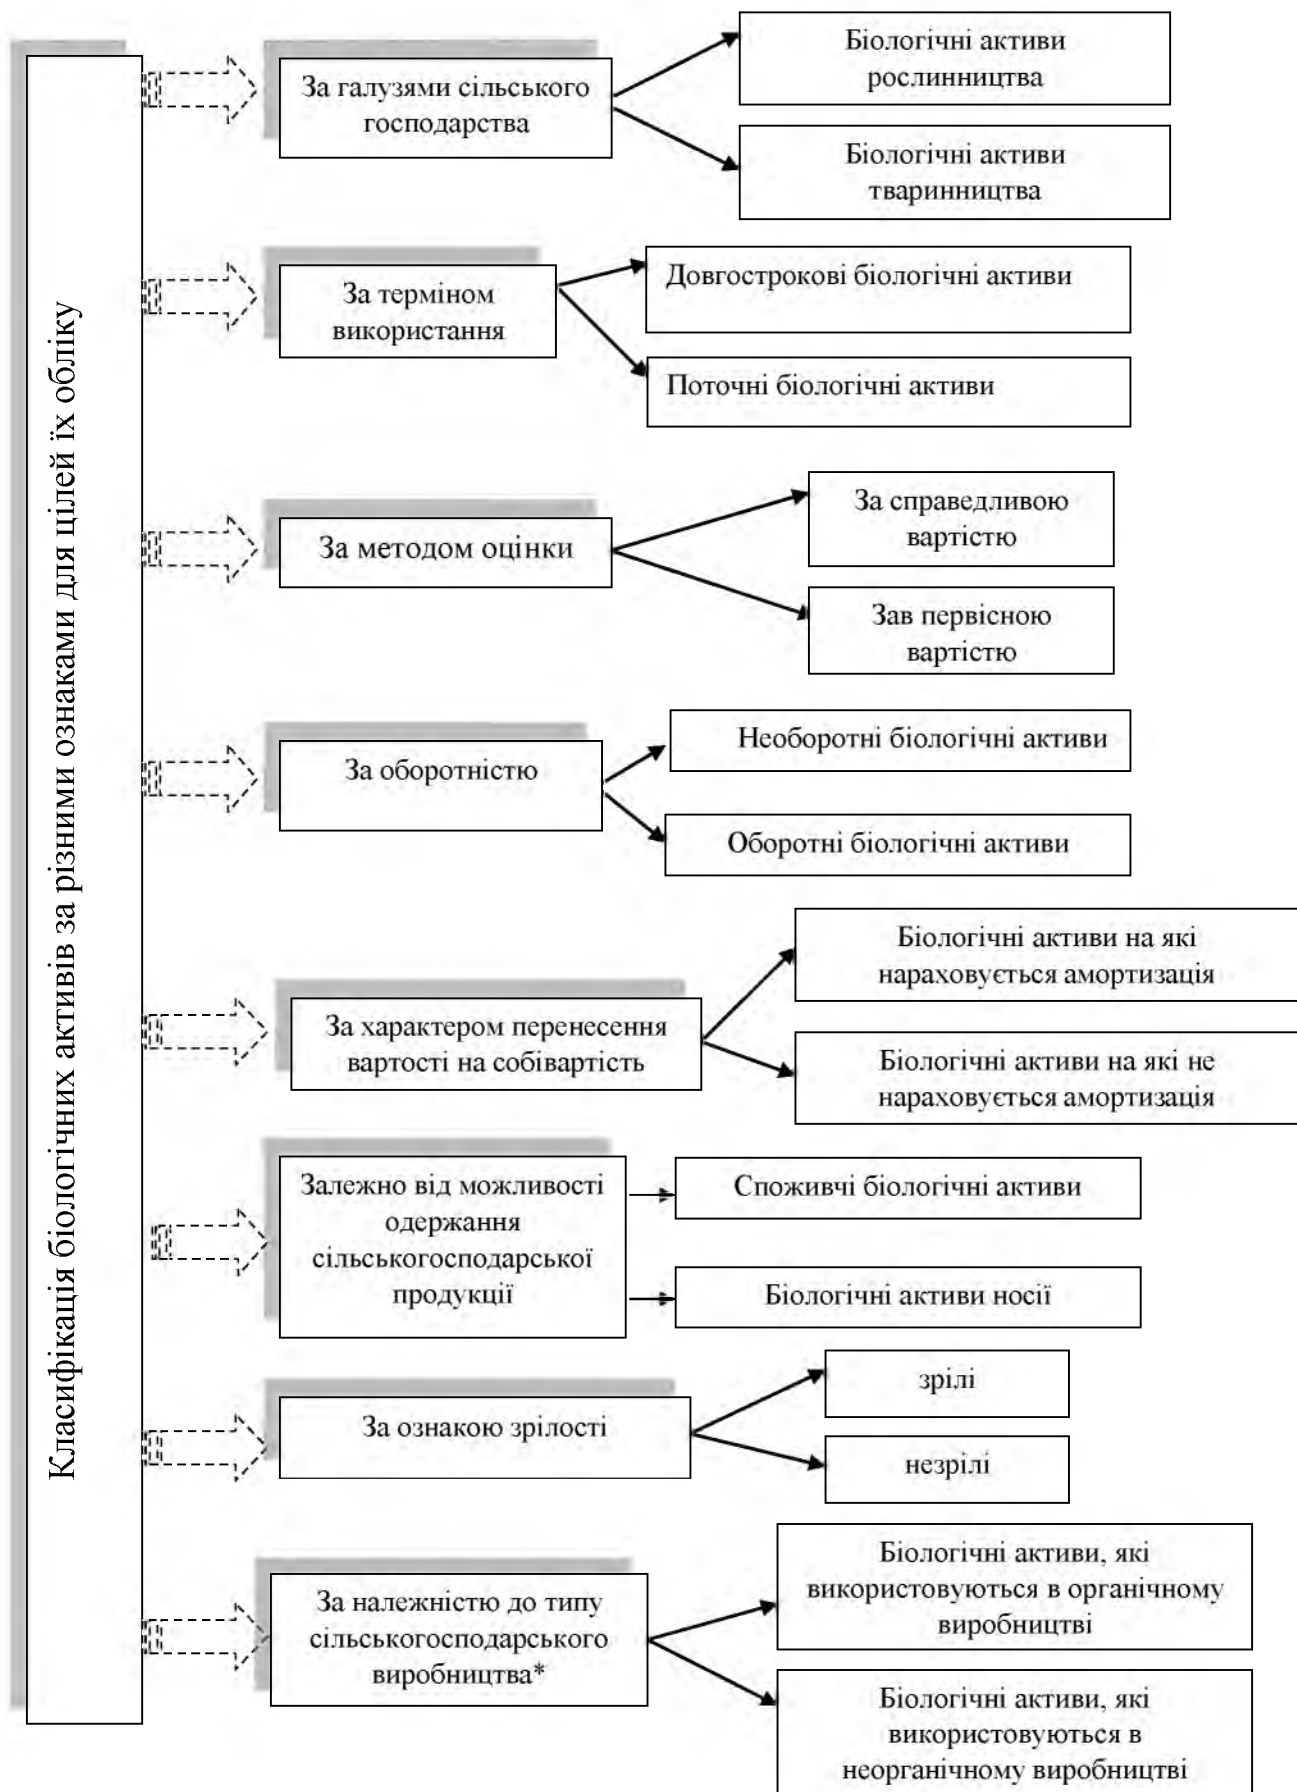 Класифікація біологічних активів за різними ознаками для цілей їх обліку
За галузями сільського
господарства
Біологічні активи
рослинництва
Біологічні активи
тваринництва
За терміном
використання
Довгострокові біологічні активи
Поточні біологічні активи
За методом оцінки
За справедливою
вартістю
Зав первісною
вартістю
За оборотністю
Необоротні біологічні активи
Оборотні біологічні активи
За характером перенесення
вартості на собівартість
Біологічні активи на які
нараховується амортизація
Біологічні активи на які не
нараховується амортизація
Залежно від можливості
одержання
сільськогосподарської
продукції
Споживчі біологічні активи
Біологічні активи носії
За ознакою зрілості
зрілі
незрілі
За належністю до типу
сільськогосподарського
виробництва*
Біологічні активи, які
використовуються в органічному
виробництві
Біологічні активи, які
використовуються в
неорганічному виробництві